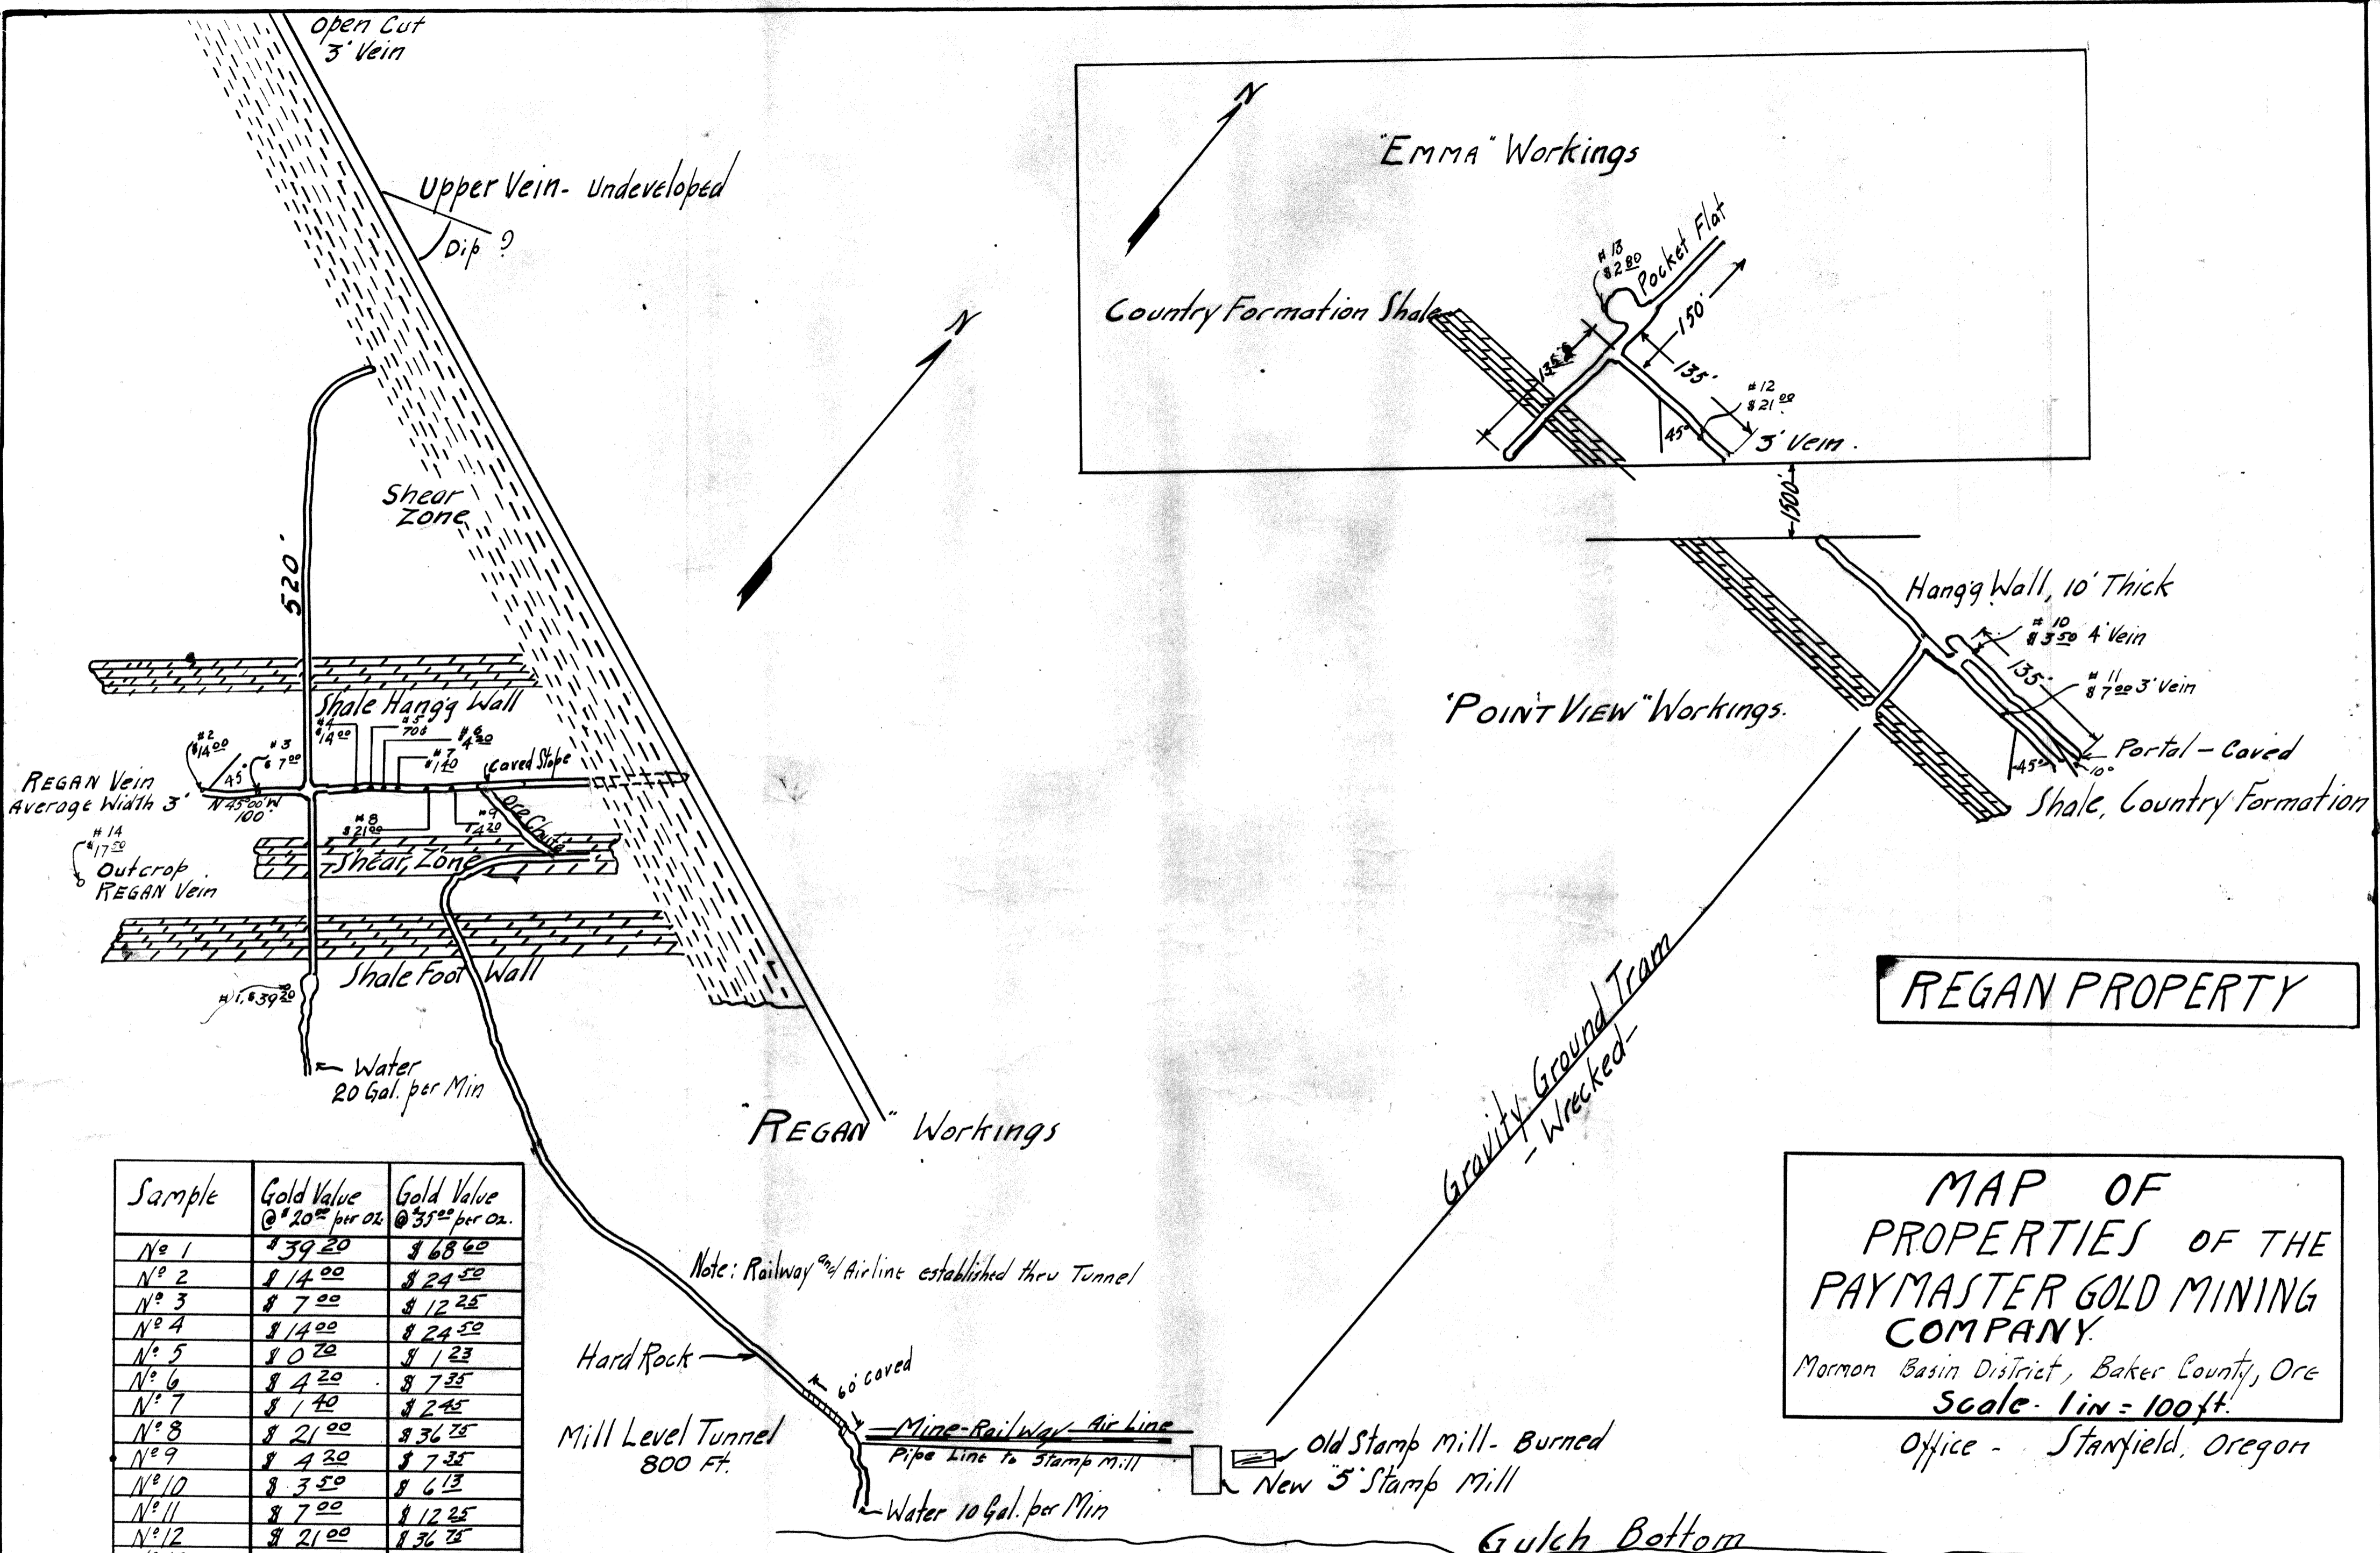 Open Cut
3' Vein
Upper Vein - Undeveloped
Dip ?
N
"EMMA" Workings
Country Formation Shale
#13
$2 80
Pocket Flat
150'
135'
135'
#12
$21 00
45°
3' Vein.
1500'
N
Shear
Zone
520'
Shale Hang'g Wall
#2
$14 00
45°
#3
$7 00
#4
$14 00
#5
70¢
#6
4 20
#7
$1 40
Caved Stope
REGAN Vein
Average Width 3'
N 45° 00' W
100'
#8
$21 00
#9
$4 20
Ore Chute
#14
$17 50
Outcrop
REGAN Vein
Shear Zone
Shale Foot Wall
#1, $39 20
Water
20 Gal. per Min
"REGAN" Workings
Hang'g Wall, 10' Thick
#10
$3 50 4' Vein
135'
#11
$7 00 3' Vein
"POINT VIEW" Workings.
Portal - Caved
45°
10°
Shale, Country Formation
Gravity Ground Tram
- Wrecked -
REGAN PROPERTY
Sample Gold Value @ $20 00 per Oz. Gold Value @ $35 00 per Oz.
Nº 1 $39 20 $68 60
Nº 2 $14 00 $24 50
Nº 3 $7 00 $12 25
Nº 4 $14 00 $24 50
Nº 5 $0 70 $1 23
Nº 6 $4 20 $7 35
Nº 7 $1 40 $2 45
Nº 8 $21 00 $36 75
Nº 9 $4 20 $7 35
Nº 10 $3 50 $6 13
Nº 11 $7 00 $12 25
Nº 12 $21 00 $36 75
Note: Railway and Airline established thru Tunnel
Hard Rock
60' caved
Mill Level Tunnel
800 Ft.
Mine-Railway-Air Line
Pipe Line to Stamp Mill
Water 10 Gal. per Min
Old Stamp Mill - Burned
New "5" Stamp Mill
Gulch Bottom
MAP OF
PROPERTIES OF THE
PAYMASTER GOLD MINING
COMPANY.
Mormon Basin District, Baker County, Ore
Scale - 1 in = 100 ft.
Office - Stanfield, Oregon